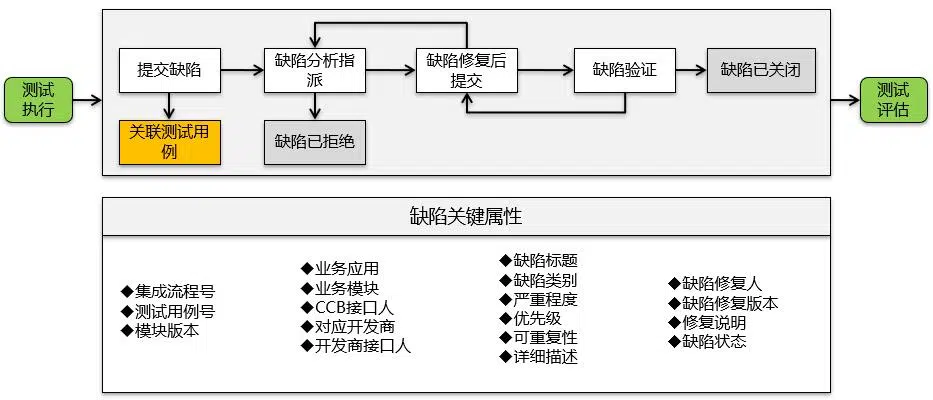 测试
执行
提交缺陷
缺陷分析指
派
缺陷修复后
提交
缺陷验证
缺陷已关闭
测试
评估
关联测试用
例
缺陷已拒绝
缺陷关键属性
◆集成流程号
◆测试用例号
◆模块版本
◆业务应用
◆业务模块
◆CCB接口人
◆对应开发商
◆开发商接口人
◆缺陷标题
◆缺陷类别
◆严重程度
◆优先级
◆可重复性
◆详细描述
◆缺陷修复人
◆缺陷修复版本
◆修复说明
◆缺陷状态